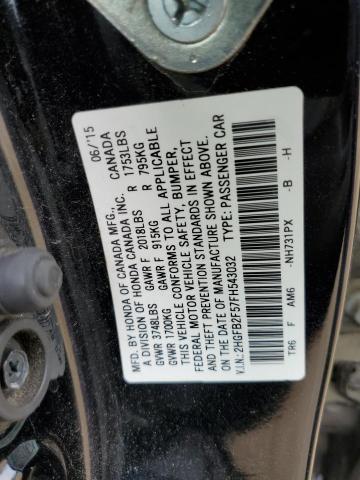 MFD. BY HONDA OF CANADA MFG., 06/'15
A DIVISION OF HONDA CANADA INC. CANADA
GVWR 3748LBS GAWR F 2018LBS R 1753LBS
GVWR 1700KG GAWR F 915KG R 795KG
THIS VEHICLE CONFORMS TO ALL APPLICABLE
FEDERAL MOTOR VEHICLE SAFETY, BUMPER,
AND THEFT PREVENTION STANDARDS IN EFFECT
ON THE DATE OF MANUFACTURE SHOWN ABOVE.
V.I.N.: 2HGFB2F57FH543032 TYPE: PASSENGER CAR
TR6 F AM6 -NH731PX -B -H